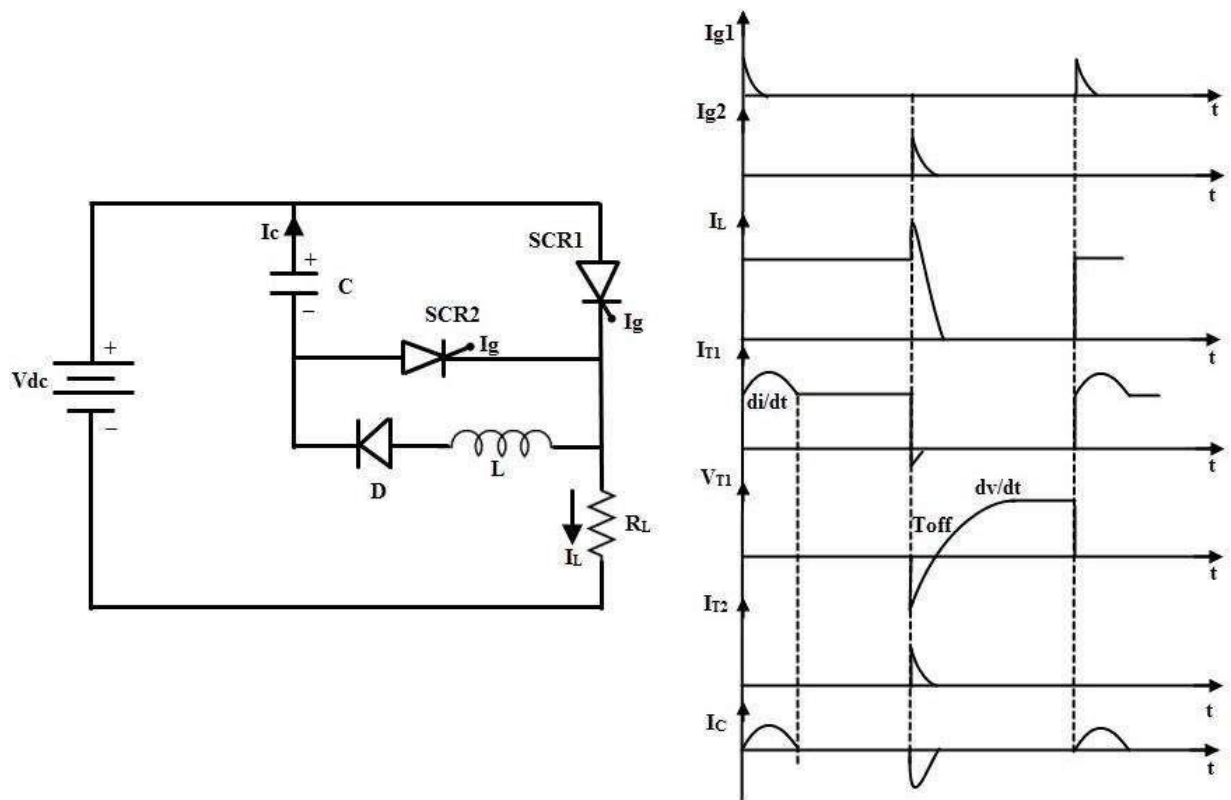 Ic
+
C
−
SCR1
Ig
SCR2
Ig
+
Vdc
−
D
L
RL
IL
Ig1
t
Ig2
t
IL
IT1
t
di/dt
t
VT1
dv/dt
Toff
t
IT2
t
IC
t